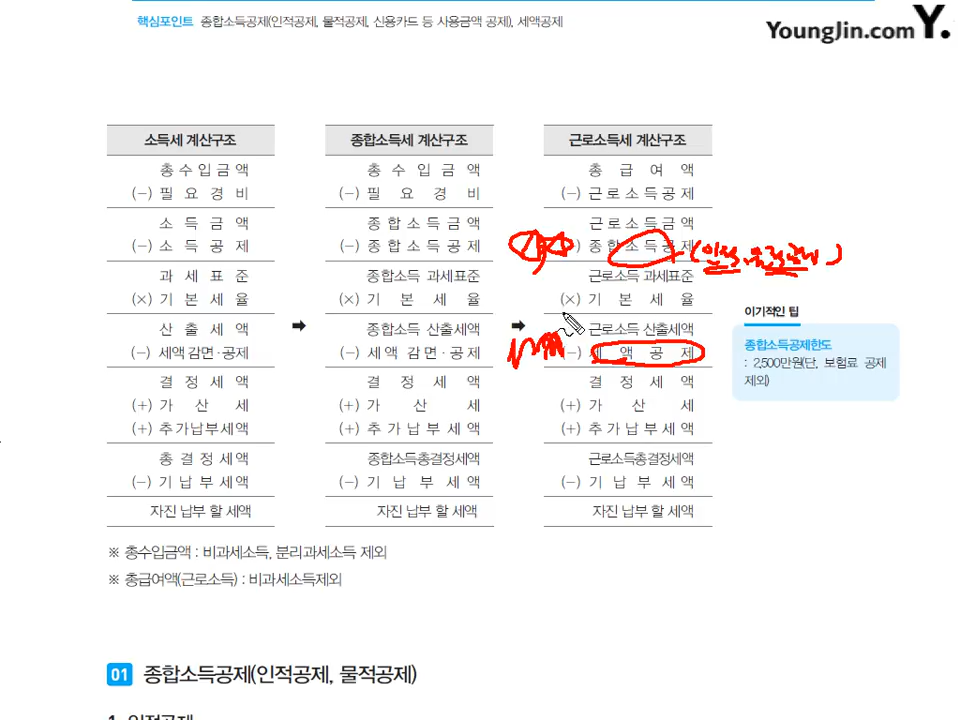 핵심포인트 종합소득공제(인적공제, 물적공제, 신용카드 등 사용금액 공제), 세액공제
YoungJin.com Y.
소득세 계산구조
총수입금액
(-) 필요경비
소득금액
(-) 소득공제
과세표준
(×) 기본세율
산출세액
(-) 세액감면·공제
결정세액
(+) 가산세
(+) 추가납부세액
총결정세액
(-) 기납부세액
자진 납부 할 세액
➡
종합소득세 계산구조
총수입금액
(-) 필요경비
종합소득금액
(-) 종합소득공제
종합소득 과세표준
(×) 기본세율
종합소득 산출세액
(-) 세액감면·공제
결정세액
(+) 가산세
(+) 추가납부세액
종합소득총결정세액
(-) 기납부세액
자진 납부 할 세액
➡
근로소득세 계산구조
총급여액
(-) 근로소득공제
근로소득금액
종합소득공제
근로소득 과세표준
(×) 기본세율
근로소득 산출세액
(-) 세액공제
결정세액
(+) 가산세
(+) 추가납부세액
근로소득총결정세액
(-) 기납부세액
자진 납부 할 세액
이기적인 팁
종합소득공제한도
: 2,500만원(단, 보험료 공제
제외)
※ 총수입금액 : 비과세소득, 분리과세소득 제외
※ 총급여액(근로소득) : 비과세소득제외
01 종합소득공제(인적공제, 물적공제)